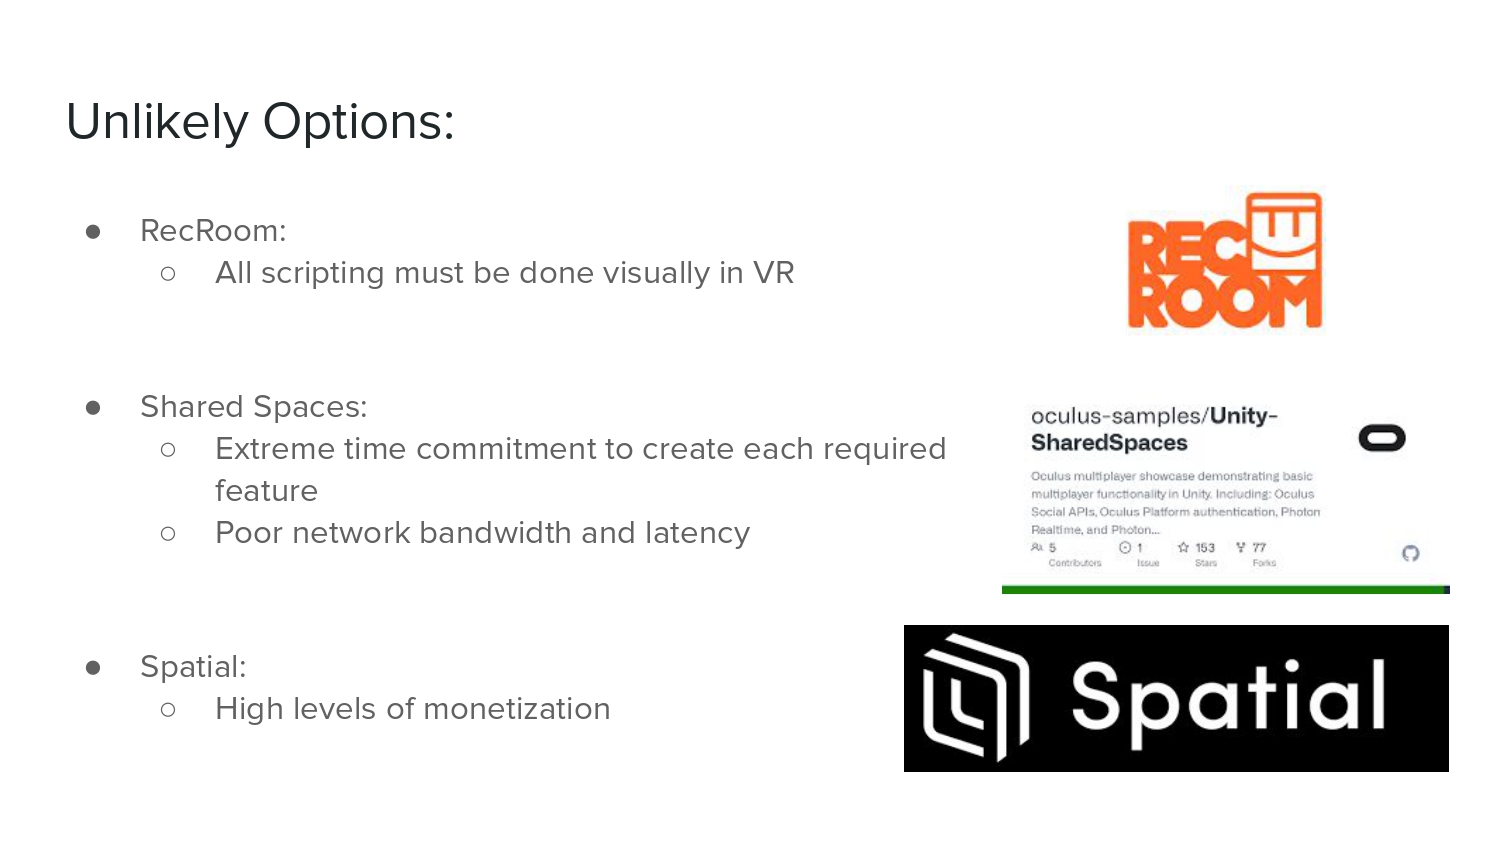 Unlikely Options:
● RecRoom:
○ All scripting must be done visually in VR
● Shared Spaces:
○ Extreme time commitment to create each required
feature
○ Poor network bandwidth and latency
● Spatial:
○ High levels of monetization
REC
ROOM
oculus-samples/Unity-
SharedSpaces
Oculus multiplayer showcase demonstrating basic
multiplayer functionality in Unity. Including: Oculus
Social APIs, Oculus Platform authentication, Photon
Realtime, and Photon...
5 1 153 77
Contributors Issue Stars Forks
Spatial